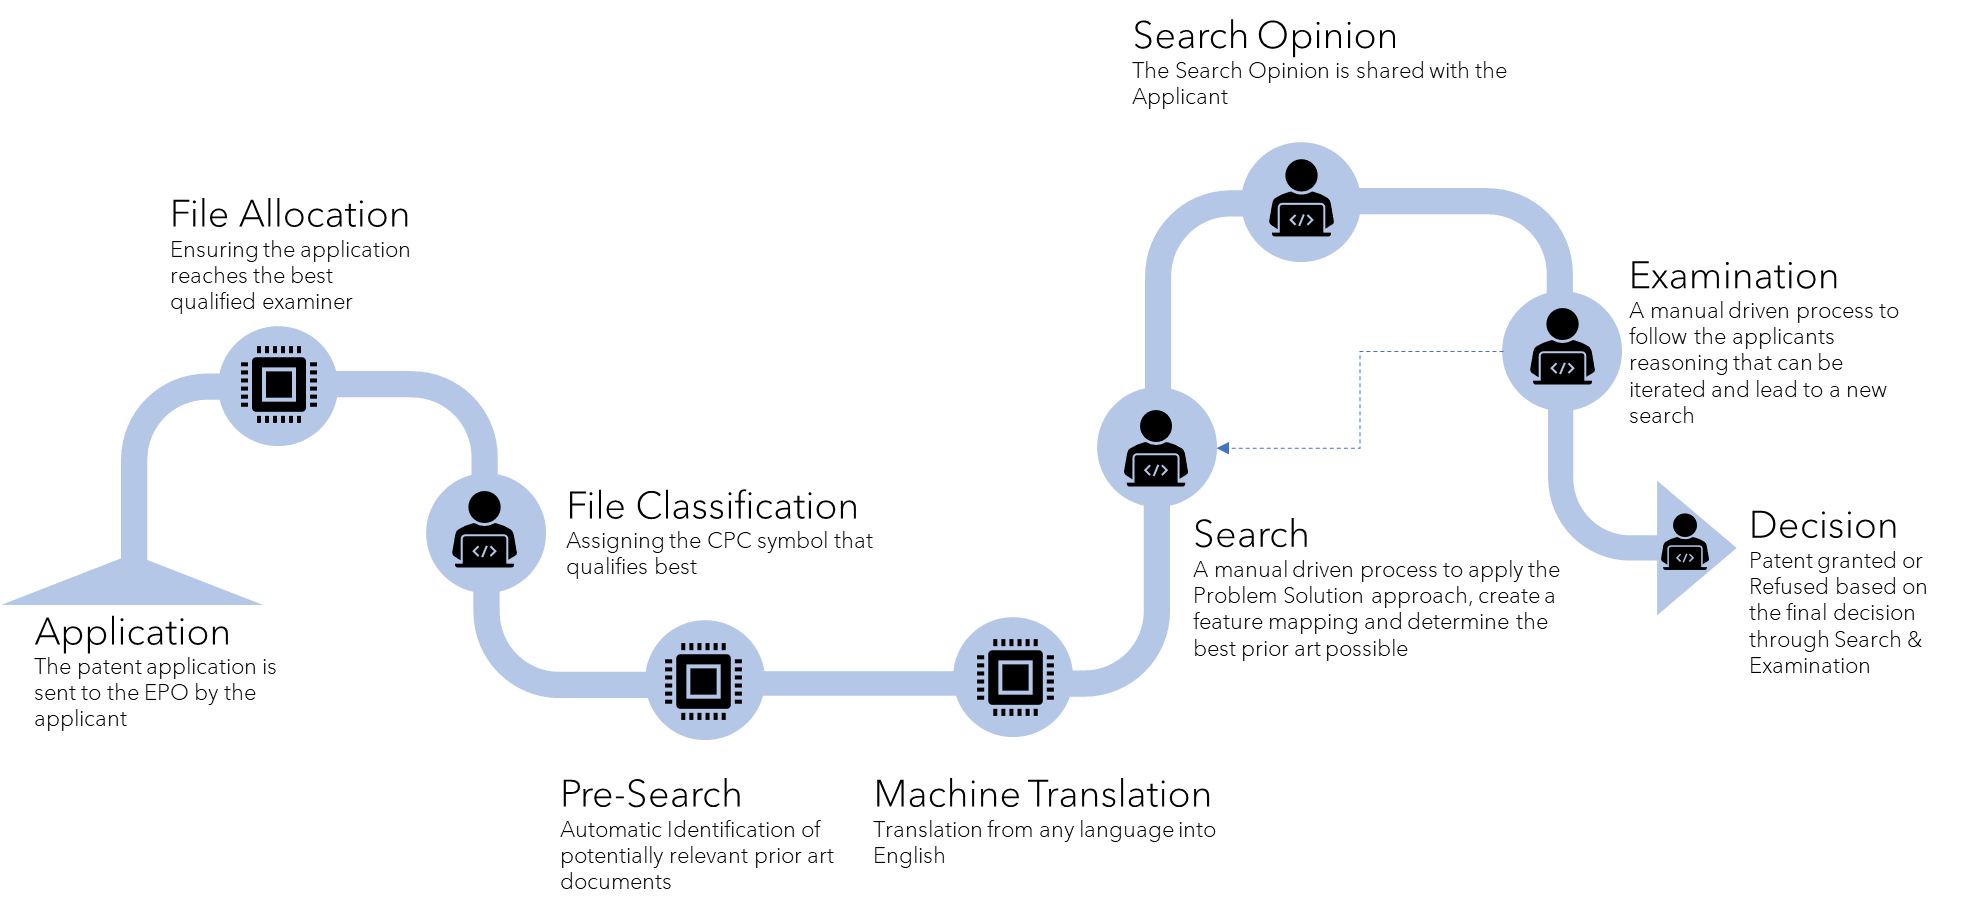 Search Opinion
The Search Opinion is shared with the
Applicant
File Allocation
Ensuring the application
reaches the best
qualified examiner
Examination
A manual driven process to
follow the applicants
reasoning that can be
iterated and lead to a new
search
File Classification
Assigning the CPC symbol that
qualifies best
Search
A manual driven process to apply the
Problem Solution approach, create a
feature mapping and determine the
best prior art possible
Decision
Patent granted or
Refused based on
the final decision
through Search &
Examination
Application
The patent application is
sent to the EPO by the
applicant
Pre-Search
Automatic Identification of
potentially relevant prior art
documents
Machine Translation
Translation from any language into
English